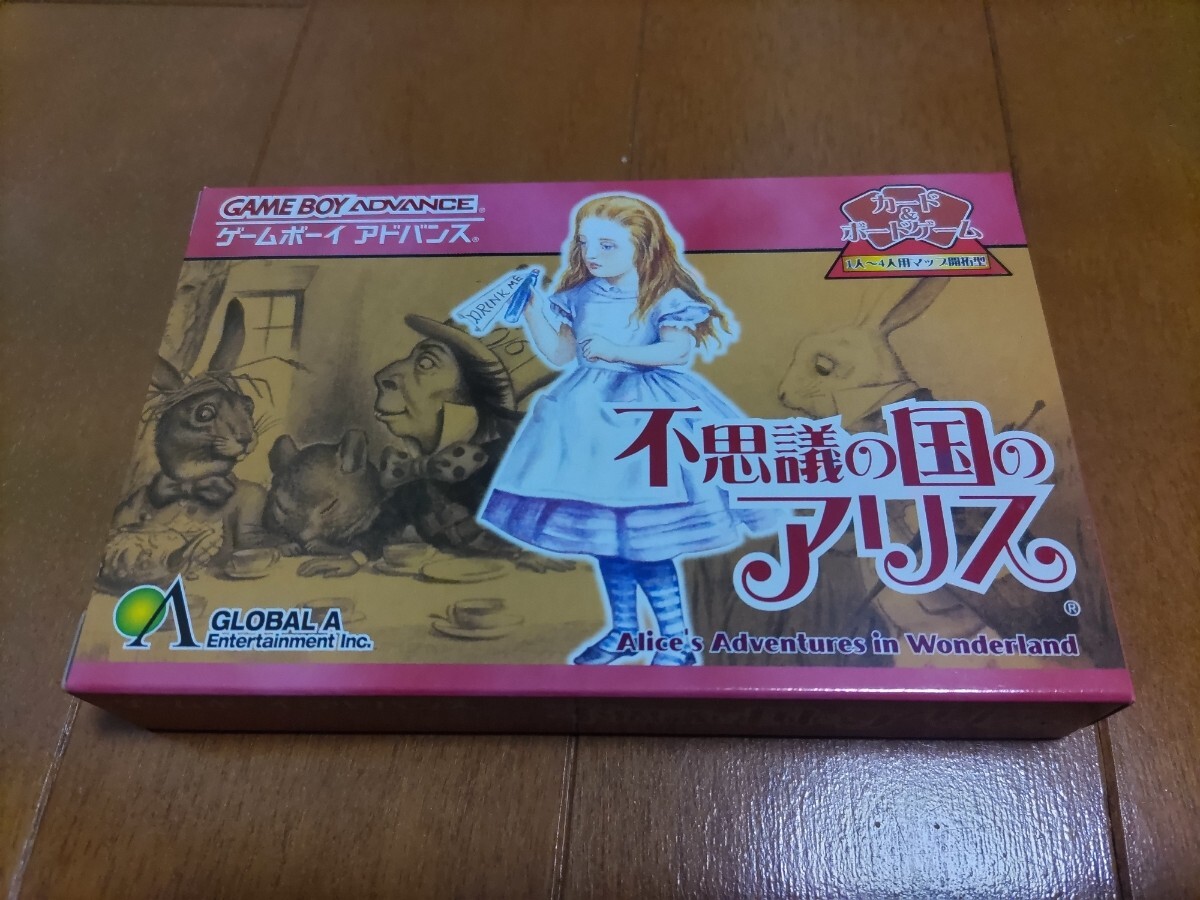 GAME BOY ADVANCE
ゲームボーイ アドバンス
カード
&
ボードゲーム
1人〜4人用マップ開拓型
DRINK ME
不思議の国の
アリス
®
GLOBAL A
Entertainment Inc.
Alice's Adventures in Wonderland